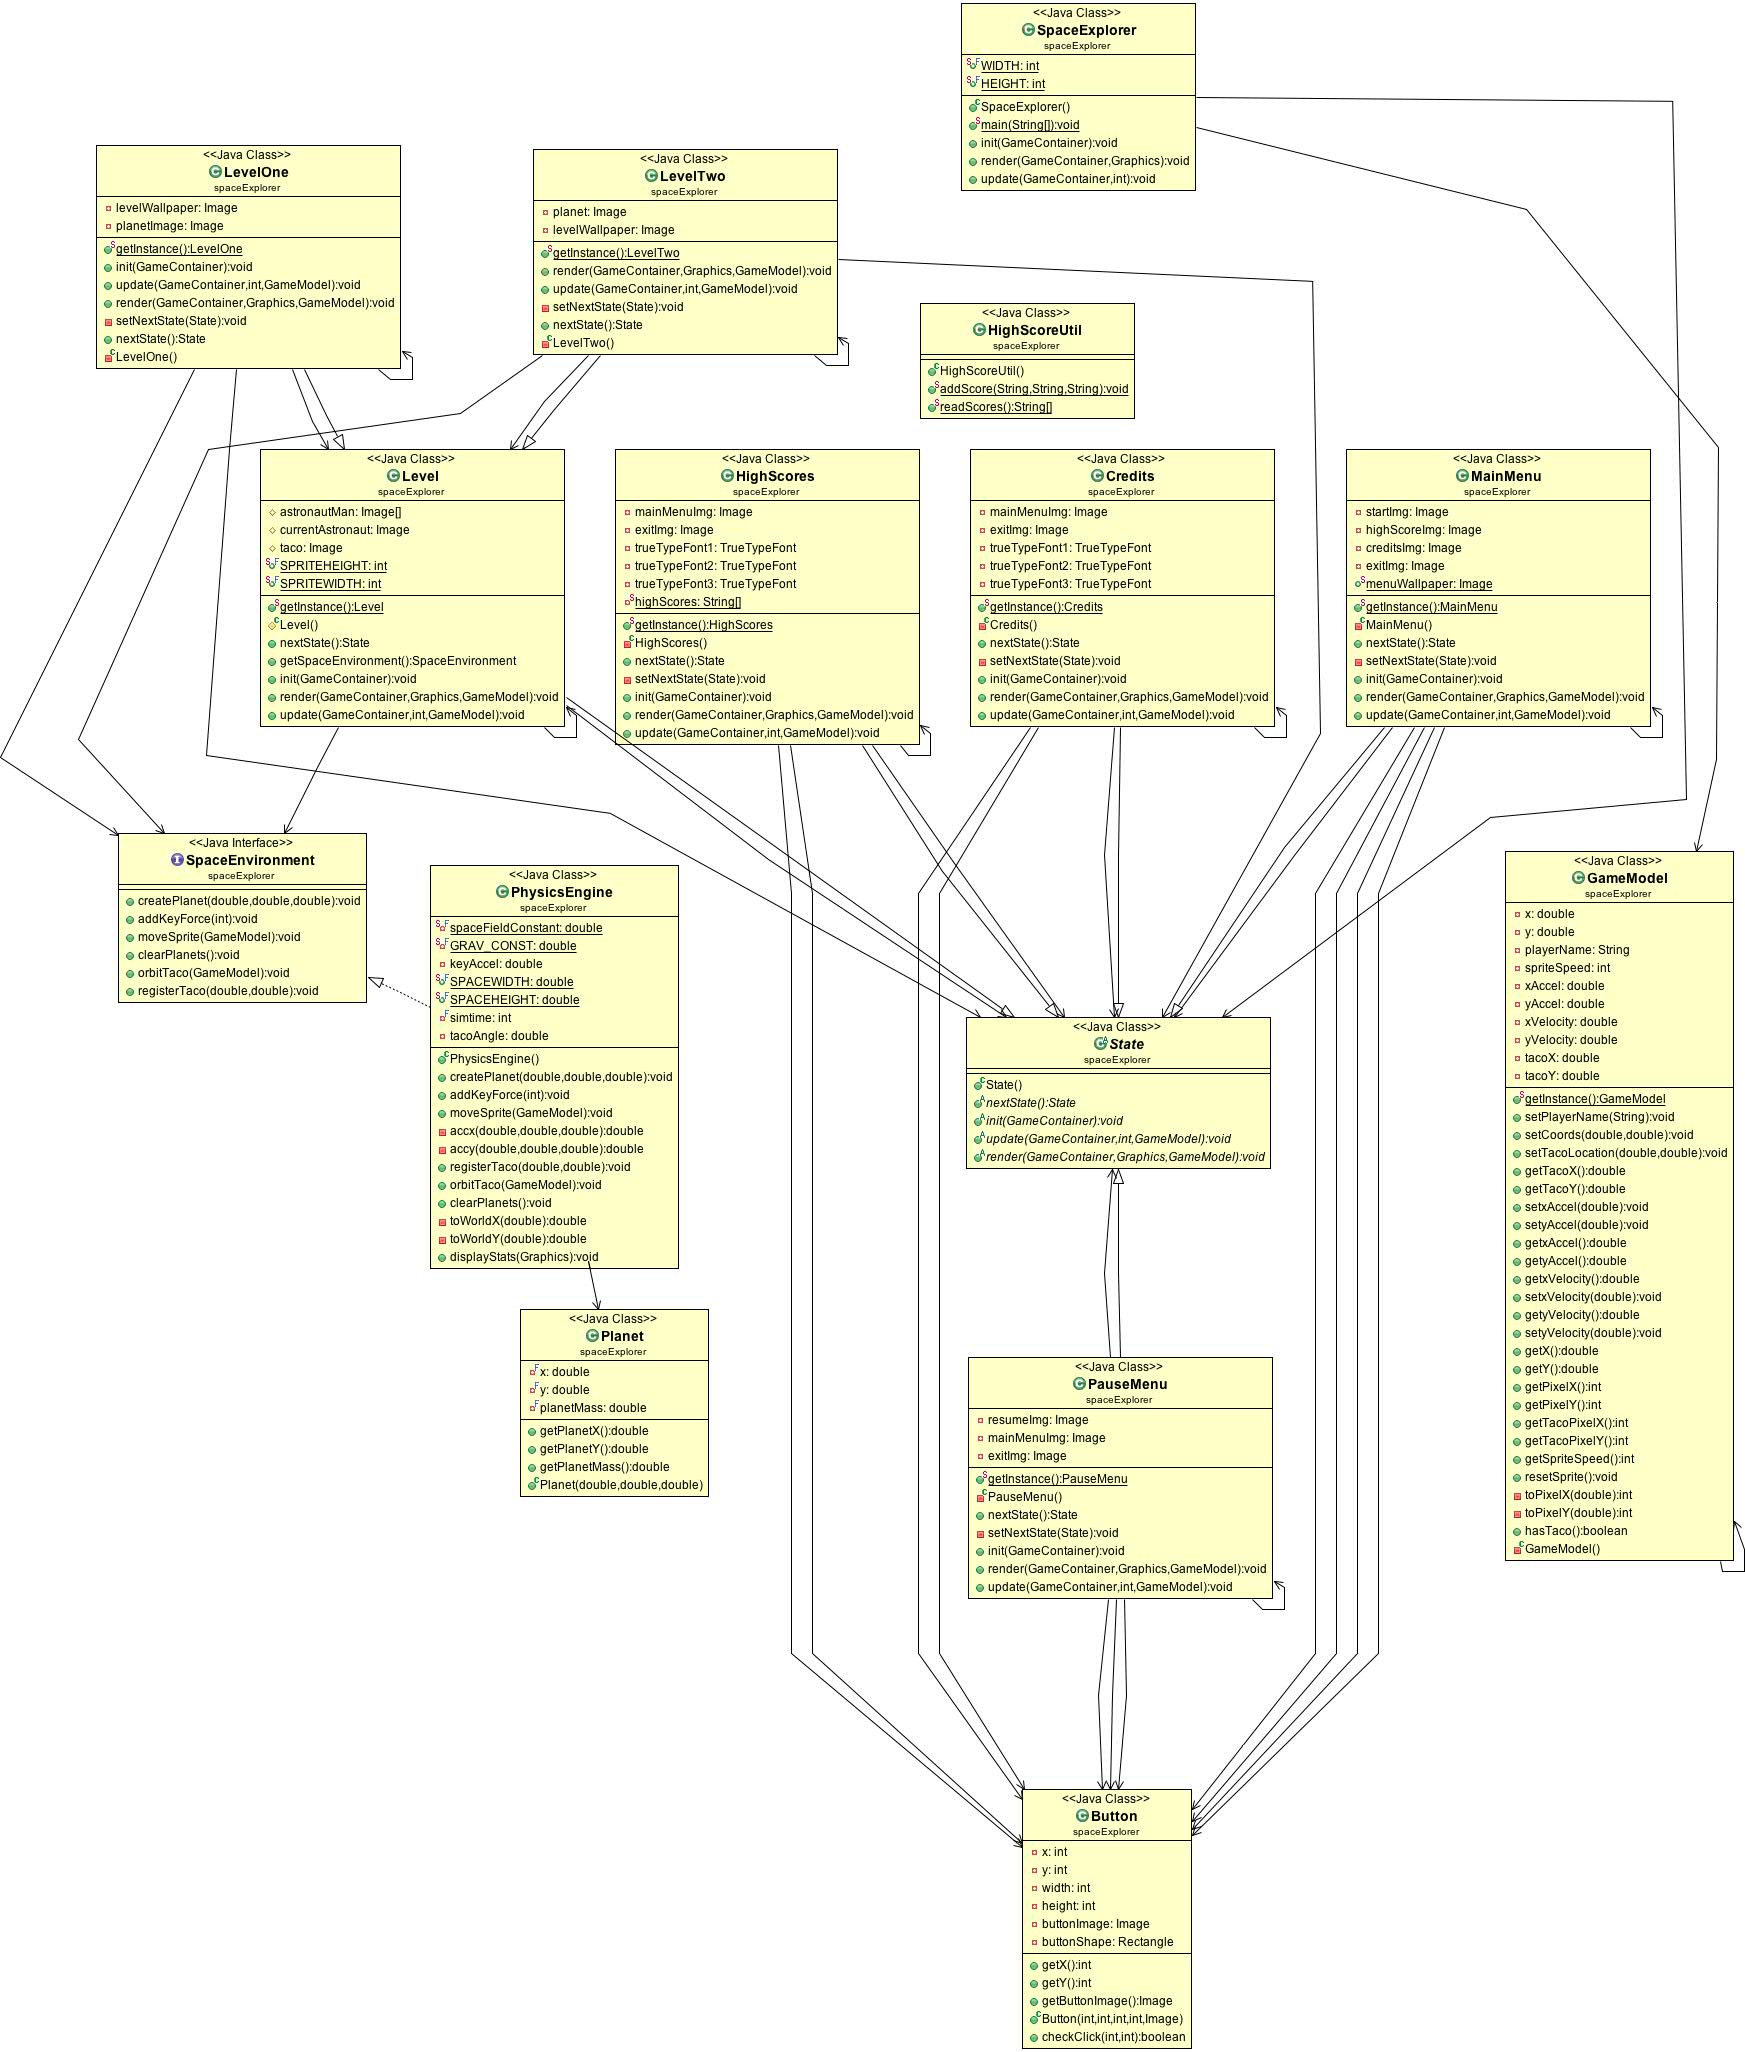 <<Java Class>>
SpaceExplorer
spaceExplorer
WIDTH: int
HEIGHT: int
SpaceExplorer()
main(String[]):void
init(GameContainer):void
render(GameContainer,Graphics):void
update(GameContainer,int):void
<<Java Class>>
LevelOne
spaceExplorer
levelWallpaper: Image
planetImage: Image
getInstance():LevelOne
init(GameContainer):void
update(GameContainer,int,GameModel):void
render(GameContainer,Graphics,GameModel):void
setNextState(State):void
nextState():State
LevelOne()
<<Java Class>>
LevelTwo
spaceExplorer
planet: Image
levelWallpaper: Image
getInstance():LevelTwo
render(GameContainer,Graphics,GameModel):void
update(GameContainer,int,GameModel):void
setNextState(State):void
nextState():State
LevelTwo()
<<Java Class>>
HighScoreUtil
spaceExplorer
HighScoreUtil()
addScore(String,String,String):void
readScores():String[]
<<Java Class>>
Level
spaceExplorer
astronautMan: Image[]
currentAstronaut: Image
taco: Image
SPRITEHEIGHT: int
SPRITEWIDTH: int
getInstance():Level
Level()
nextState():State
getSpaceEnvironment():SpaceEnvironment
init(GameContainer):void
render(GameContainer,Graphics,GameModel):void
update(GameContainer,int,GameModel):void
<<Java Class>>
HighScores
spaceExplorer
mainMenuImg: Image
exitImg: Image
trueTypeFont1: TrueTypeFont
trueTypeFont2: TrueTypeFont
trueTypeFont3: TrueTypeFont
highScores: String[]
getInstance():HighScores
HighScores()
nextState():State
setNextState(State):void
init(GameContainer):void
render(GameContainer,Graphics,GameModel):void
update(GameContainer,int,GameModel):void
<<Java Class>>
Credits
spaceExplorer
mainMenuImg: Image
exitImg: Image
trueTypeFont1: TrueTypeFont
trueTypeFont2: TrueTypeFont
trueTypeFont3: TrueTypeFont
getInstance():Credits
Credits()
nextState():State
setNextState(State):void
init(GameContainer):void
render(GameContainer,Graphics,GameModel):void
update(GameContainer,int,GameModel):void
<<Java Class>>
MainMenu
spaceExplorer
startImg: Image
highScoreImg: Image
creditsImg: Image
exitImg: Image
menuWallpaper: Image
getInstance():MainMenu
MainMenu()
nextState():State
setNextState(State):void
init(GameContainer):void
render(GameContainer,Graphics,GameModel):void
update(GameContainer,int,GameModel):void
<<Java Interface>>
SpaceEnvironment
spaceExplorer
createPlanet(double,double,double):void
addKeyForce(int):void
moveSprite(GameModel):void
clearPlanets():void
orbitTaco(GameModel):void
registerTaco(double,double):void
<<Java Class>>
PhysicsEngine
spaceExplorer
spaceFieldConstant: double
GRAV_CONST: double
keyAccel: double
SPACEWIDTH: double
SPACEHEIGHT: double
simtime: int
tacoAngle: double
PhysicsEngine()
createPlanet(double,double,double):void
addKeyForce(int):void
moveSprite(GameModel):void
accx(double,double,double):double
accy(double,double,double):double
registerTaco(double,double):void
orbitTaco(GameModel):void
clearPlanets():void
toWorldX(double):double
toWorldY(double):double
displayStats(Graphics):void
<<Java Class>>
GameModel
spaceExplorer
x: double
y: double
playerName: String
spriteSpeed: int
xAccel: double
yAccel: double
xVelocity: double
yVelocity: double
tacoX: double
tacoY: double
getInstance():GameModel
setPlayerName(String):void
setCoords(double,double):void
setTacoLocation(double,double):void
getTacoX():double
getTacoY():double
setxAccel(double):void
setyAccel(double):void
getxAccel():double
getyAccel():double
getxVelocity():double
setxVelocity(double):void
getyVelocity():double
setyVelocity(double):void
getX():double
getY():double
getPixelX():int
getPixelY():int
getTacoPixelX():int
getTacoPixelY():int
getSpriteSpeed():int
resetSprite():void
toPixelX(double):int
toPixelY(double):int
hasTaco():boolean
GameModel()
<<Java Class>>
State
spaceExplorer
State()
nextState():State
init(GameContainer):void
update(GameContainer,int,GameModel):void
render(GameContainer,Graphics,GameModel):void
<<Java Class>>
Planet
spaceExplorer
x: double
y: double
planetMass: double
getPlanetX():double
getPlanetY():double
getPlanetMass():double
Planet(double,double,double)
<<Java Class>>
PauseMenu
spaceExplorer
resumeImg: Image
mainMenuImg: Image
exitImg: Image
getInstance():PauseMenu
PauseMenu()
nextState():State
setNextState(State):void
init(GameContainer):void
render(GameContainer,Graphics,GameModel):void
update(GameContainer,int,GameModel):void
<<Java Class>>
Button
spaceExplorer
x: int
y: int
width: int
height: int
buttonImage: Image
buttonShape: Rectangle
getX():int
getY():int
getButtonImage():Image
Button(int,int,int,int,Image)
checkClick(int,int):boolean